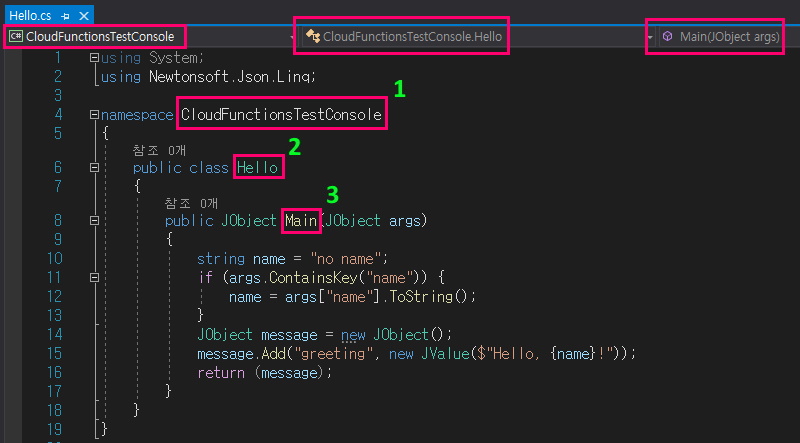 Hello.cs
C# CloudFunctionsTestConsole
CloudFunctionsTestConsole.Hello
Main(JObject args)
1 using System;
2 using Newtonsoft.Json.Linq;
3
1
4 namespace CloudFunctionsTestConsole
5 {
2
참조 0개
6 public class Hello
7 {
3
참조 0개
8 public JObject Main(JObject args)
9 {
10 string name = "no name";
11 if (args.ContainsKey("name")) {
12 name = args["name"].ToString();
13 }
14 JObject message = new JObject();
15 message.Add("greeting", new JValue($"Hello, {name}!"));
16 return (message);
17 }
18 }
19 }